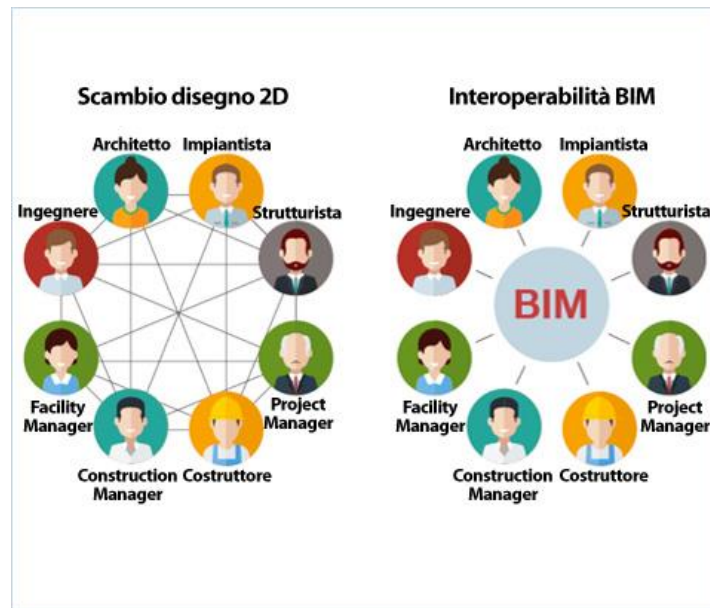 Scambio disegno 2D
Architetto
Impiantista
Ingegnere
Strutturista
Facility
Manager
Project
Manager
Construction
Manager
Costruttore
Interoperabilità BIM
Architetto
Impiantista
Ingegnere
Strutturista
BIM
Facility
Manager
Project
Manager
Construction
Manager
Costruttore